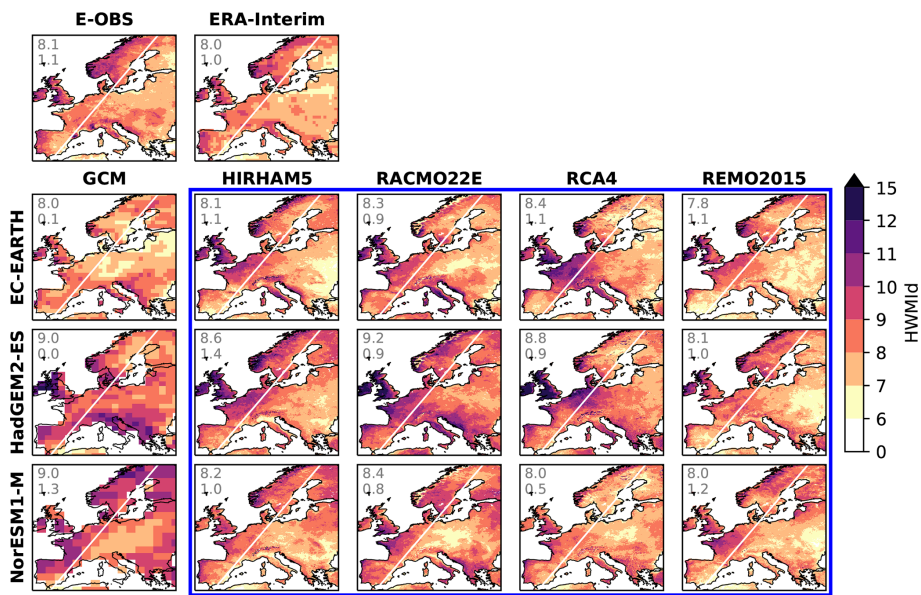 E-OBS ERA-Interim
8.1 8.0
1.1 1.0
GCM HIRHAM5 RACMO22E RCA4 REMO2015
EC-EARTH
8.0 8.1 8.3 8.4 7.8
0.1 1.1 0.9 1.1 1.1
HadGEM2-ES
9.0 8.6 9.2 8.8 8.1
0.0 1.4 0.9 0.9 1.0
NorESM1-M
9.0 8.2 8.4 8.0 8.0
1.3 1.0 0.8 0.5 1.2
15
12
11
10
9
8
7
6
0
HWMId